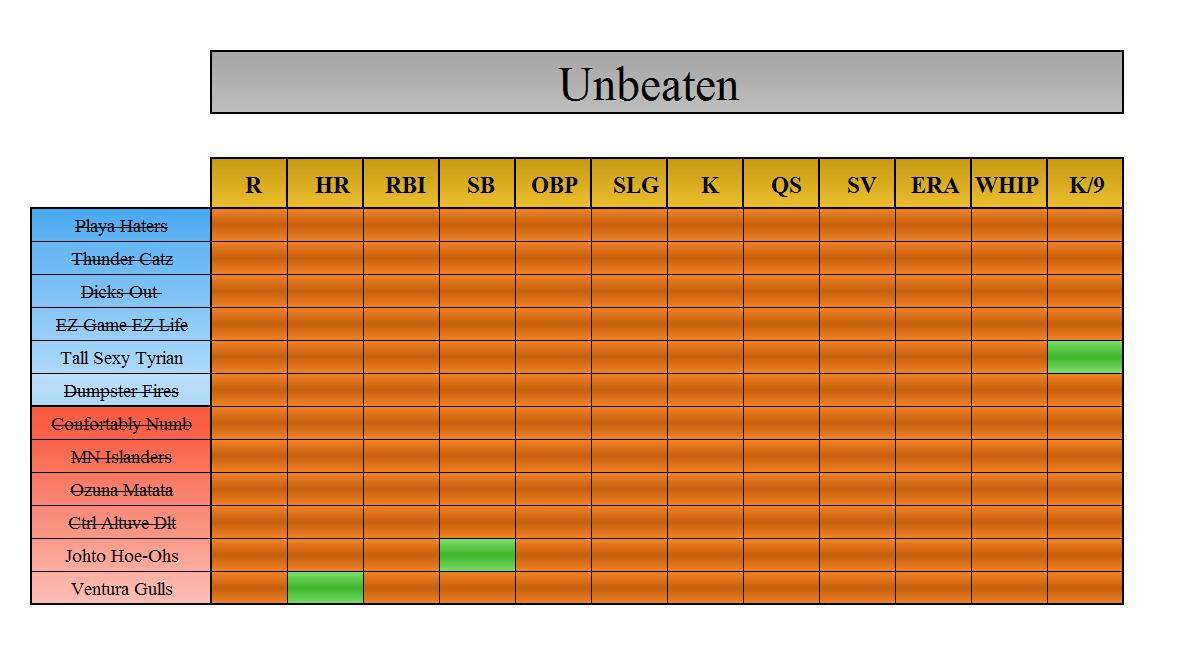 Unbeaten
R HR RBI SB OBP SLG K QS SV ERA WHIP K/9
Playa Haters
Thunder Catz
Dicks Out
EZ Game EZ Life
Tall Sexy Tyrian
Dumpster Fires
Confortably Numb
MN Islanders
Ozuna Matata
Ctrl Altuve Dlt
Johto Hoe-Ohs
Ventura Gulls